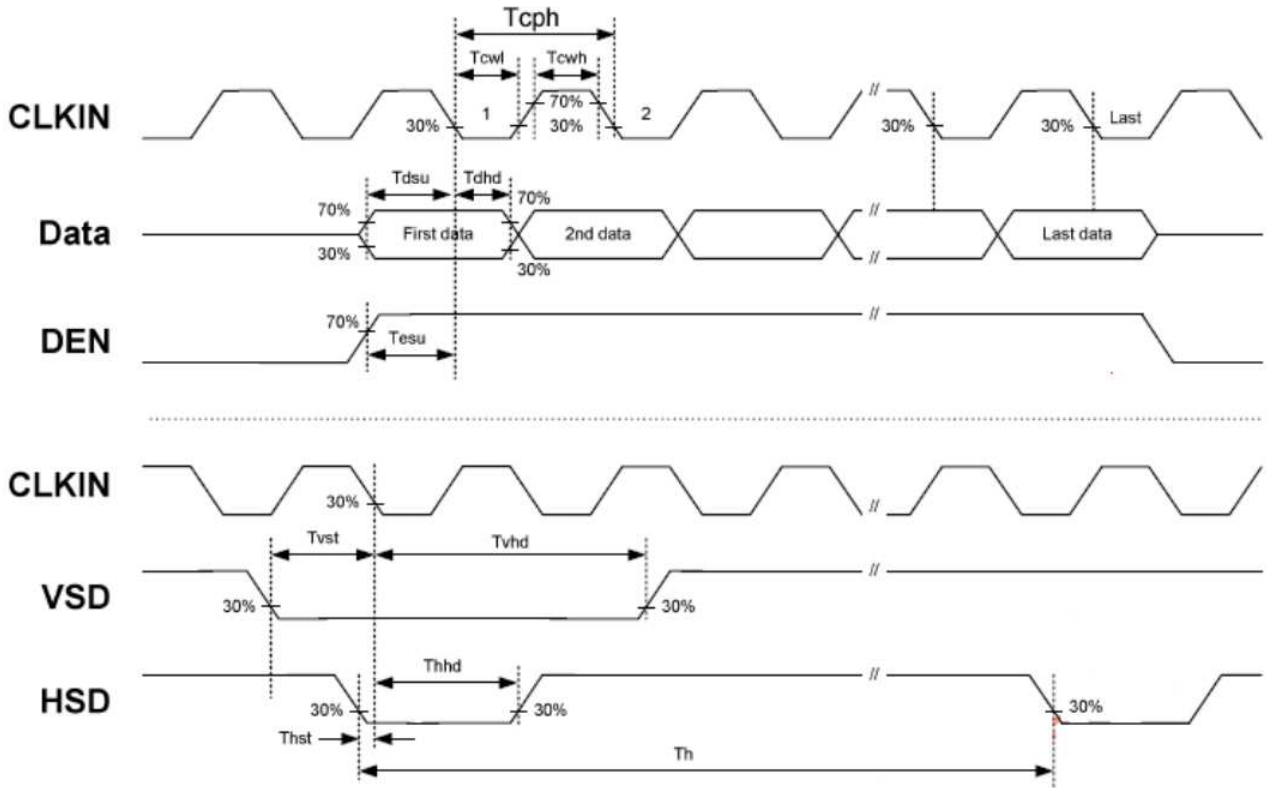 Tcph
Tcwl Tcwh
CLKIN 30% 1 70% 30% 2 // 30% 30% Last
Tdsu Tdhd
70% 70%
Data First data 2nd data // Last data
30% 30%
//
DEN 70%
Tesu
//
CLKIN 30% //
Tvst Tvhd
VSD 30% 30% //
Thhd
HSD 30% 30% // 30%
Thst
Th